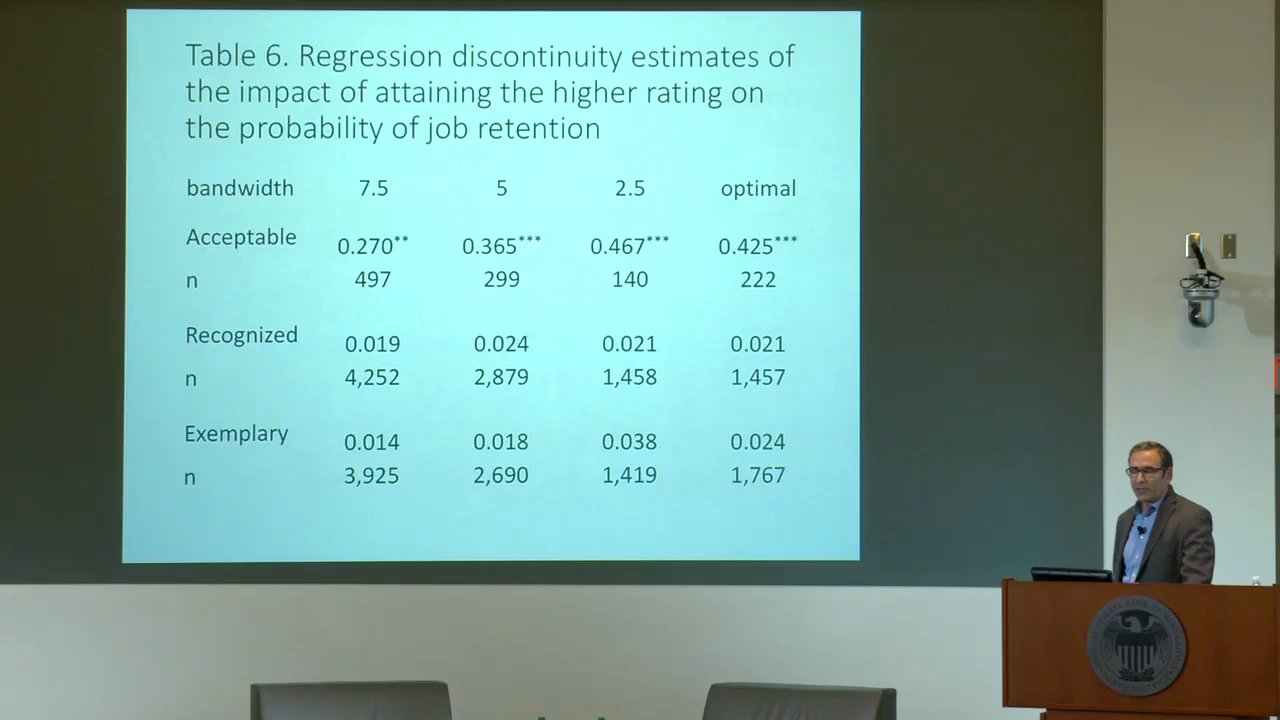 Table 6. Regression discontinuity estimates of
the impact of attaining the higher rating on
the probability of job retention
bandwidth 7.5 5 2.5 optimal
Acceptable 0.270** 0.365*** 0.467*** 0.425***
n 497 299 140 222
Recognized 0.019 0.024 0.021 0.021
n 4,252 2,879 1,458 1,457
Exemplary 0.014 0.018 0.038 0.024
n 3,925 2,690 1,419 1,767